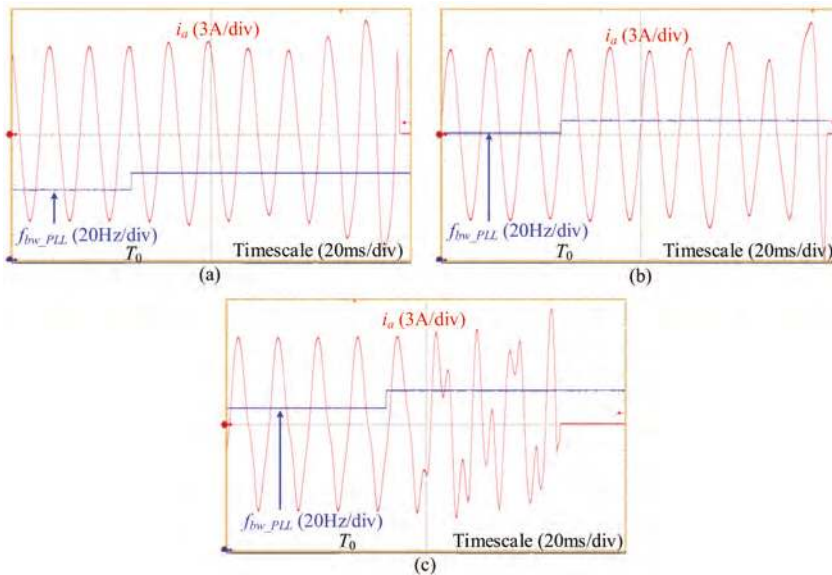 i_a (3A/div)
f_bw_PLL (20Hz/div)
T_0
Timescale (20ms/div)
(a)
i_a (3A/div)
f_bw_PLL (20Hz/div)
T_0
Timescale (20ms/div)
(b)
i_a (3A/div)
f_bw_PLL (20Hz/div)
T_0
Timescale (20ms/div)
(c)